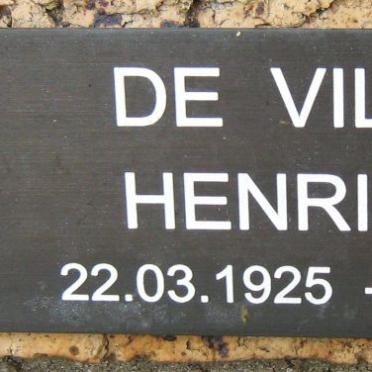 DE VIL
HENRI
22.03.1925 -